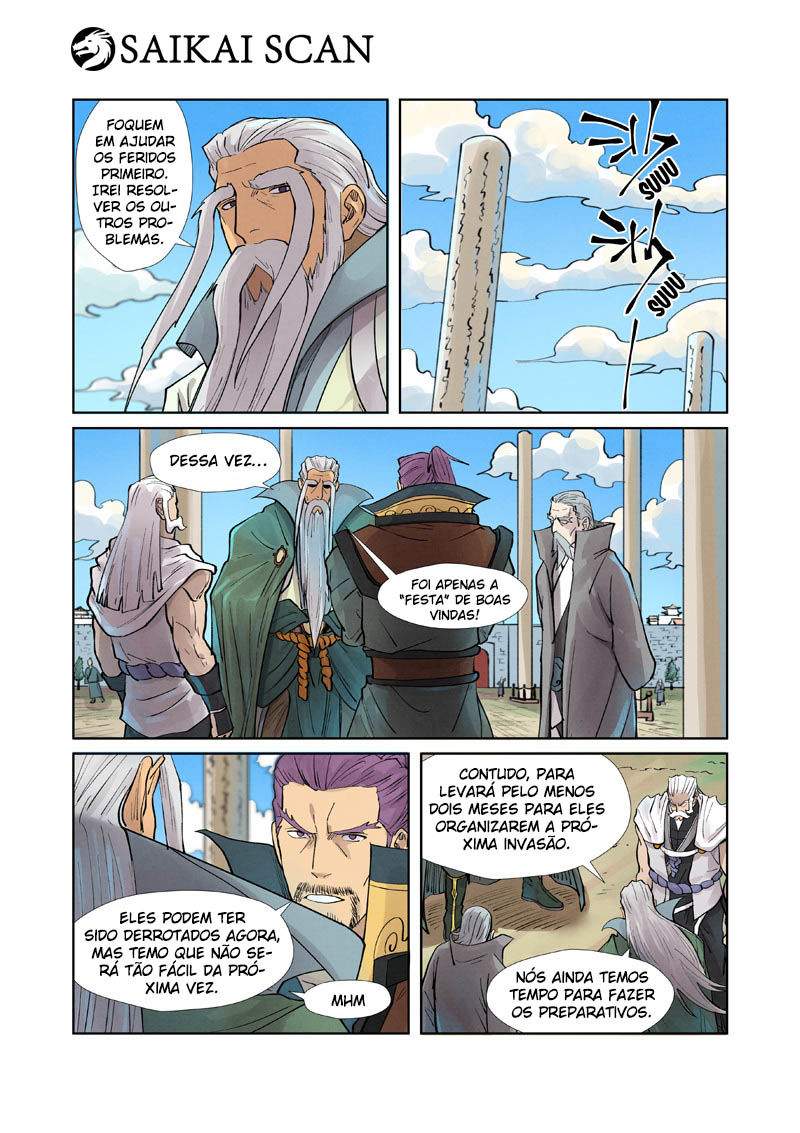 SAIKAI SCAN
FOQUEM
EM AJUDAR
OS FERIDOS
PRIMEIRO.
IREI RESOL-
VER OS OU-
TROS PRO-
BLEMAS.
SUUU
SUUU
DESSA VEZ...
FOI APENAS A
"FESTA" DE BOAS
VINDAS!
ELES PODEM TER
SIDO DERROTADOS AGORA,
MAS TEMO QUE NÃO SE-
RÁ TÃO FÁCIL DA PRÓ-
XIMA VEZ.
MHM
CONTUDO, PARA
LEVARÁ PELO MENOS
DOIS MESES PARA ELES
ORGANIZAREM A PRÓ-
XIMA INVASÃO.
NÓS AINDA TEMOS
TEMPO PARA FAZER
OS PREPARATIVOS.